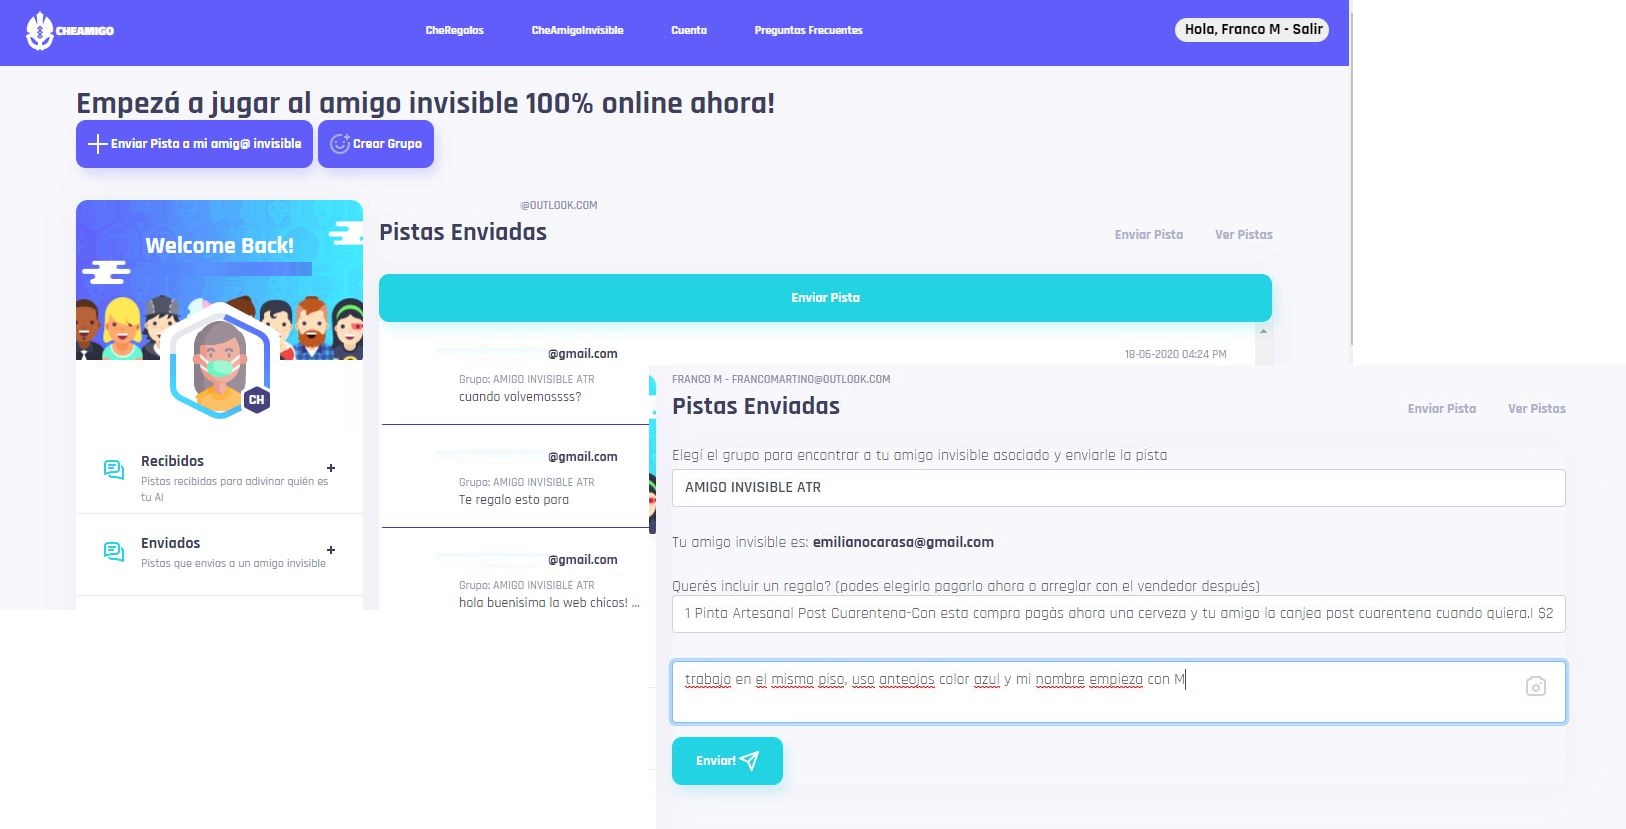 CHEAMIGO
CheRegalos
CheAmigoInvisible
Cuenta
Preguntas Frecuentes
Hola, Franco M - Salir
Empezá a jugar al amigo invisible 100% online ahora!
Enviar Pista a mi amig@ invisible
Crear Grupo
Welcome Back!
CH
Recibidos
+
Pistas recibidas para adivinar quién es
tu AI
Enviados
+
Pistas que envias a un amigo invisible
@OUTLOOK.COM
Pistas Enviadas
Enviar Pista
Ver Pistas
Enviar Pista
@gmail.com
18-06-2020 04:24 PM
Grupo: AMIGO INVISIBLE ATR
cuando volvemossss?
@gmail.com
Grupo: AMIGO INVISIBLE ATR
Te regalo esto para
@gmail.com
Grupo: AMIGO INVISIBLE ATR
hola buenisima la web chicos! ...
FRANCO M - FRANCOMARTINO@OUTLOOK.COM
Pistas Enviadas
Enviar Pista
Ver Pistas
Elegí el grupo para encontrar a tu amigo invisible asociado y enviarle la pista
AMIGO INVISIBLE ATR
Tu amigo invisible es: emilianocarasa@gmail.com
Querés incluir un regalo? (podes elegirlo pagarlo ahora o arreglar con el vendedor después)
1 Pinta Artesanal Post Cuarentena-Con esta compra pagàs ahora una cerveza y tu amigo la canjea post cuarentena cuando quiera.| $2
trabajo en el mismo piso, uso anteojos color azul y mi nombre empieza con M
Enviar!